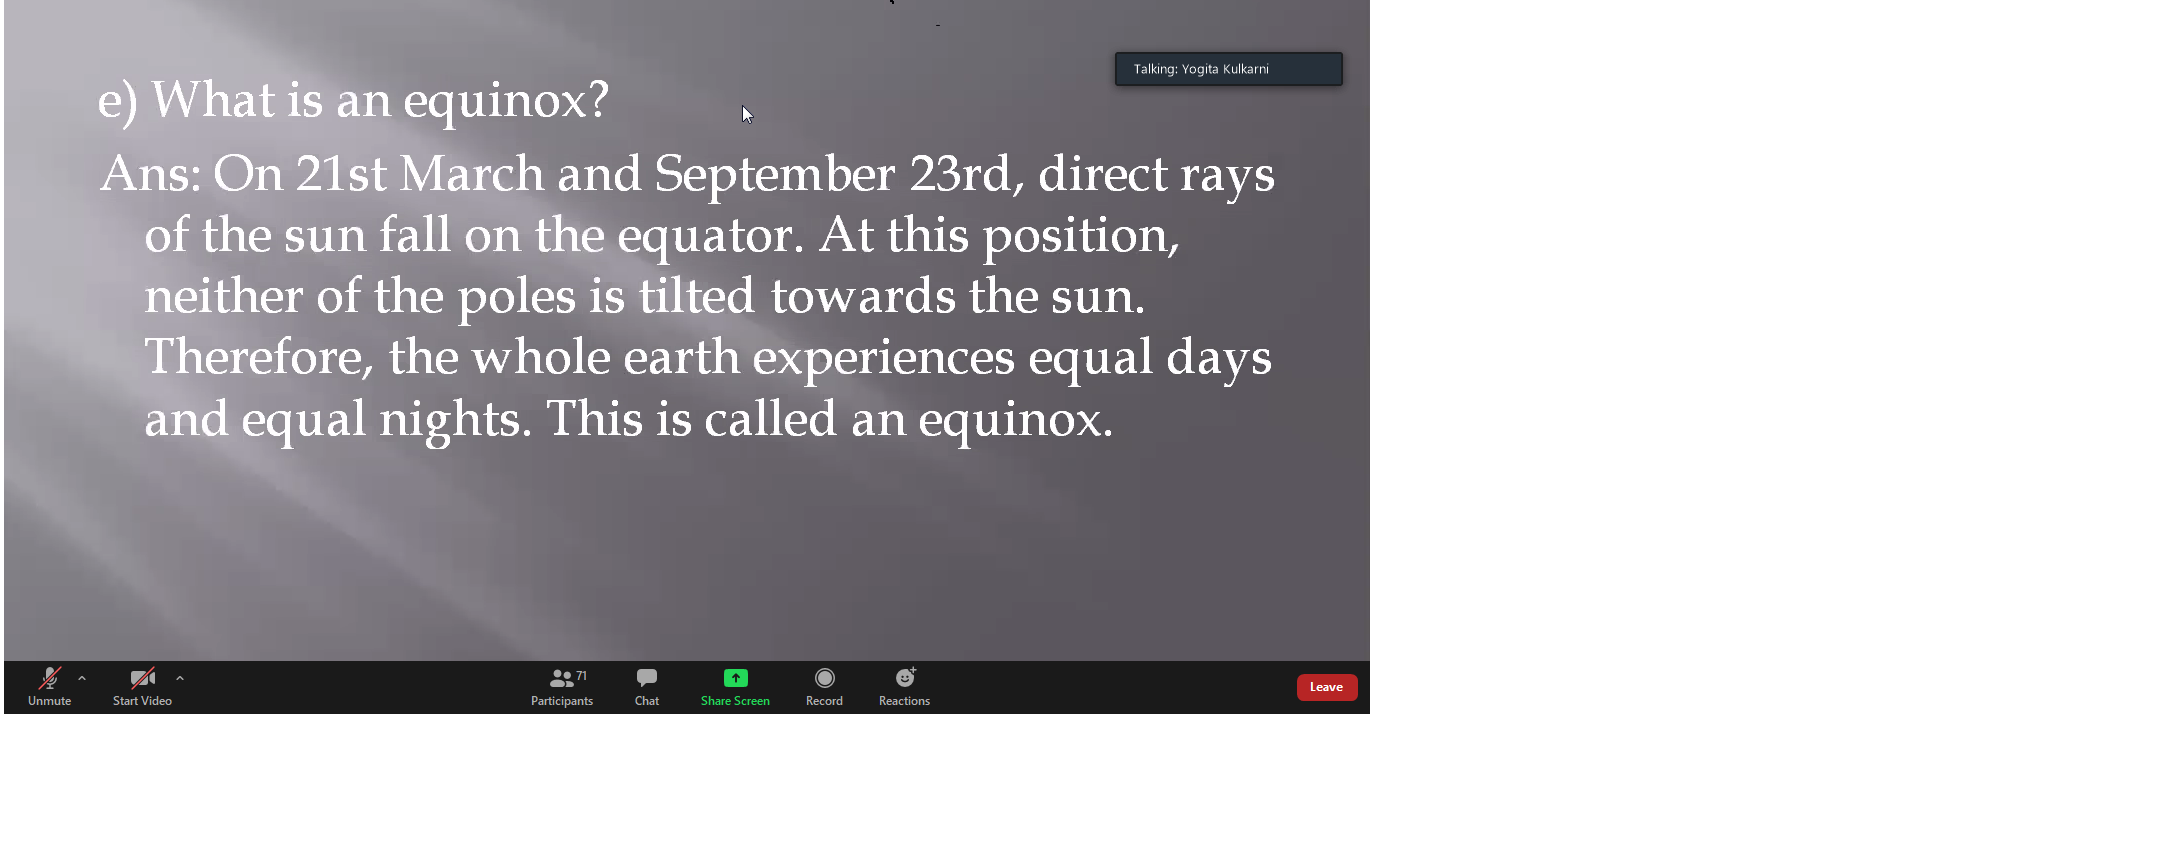 Talking: Yogita Kulkarni
e) What is an equinox?
Ans: On 21st March and September 23rd, direct rays
of the sun fall on the equator. At this position,
neither of the poles is tilted towards the sun.
Therefore, the whole earth experiences equal days
and equal nights. This is called an equinox.
71
Unmute Start Video Participants Chat Share Screen Record Reactions Leave